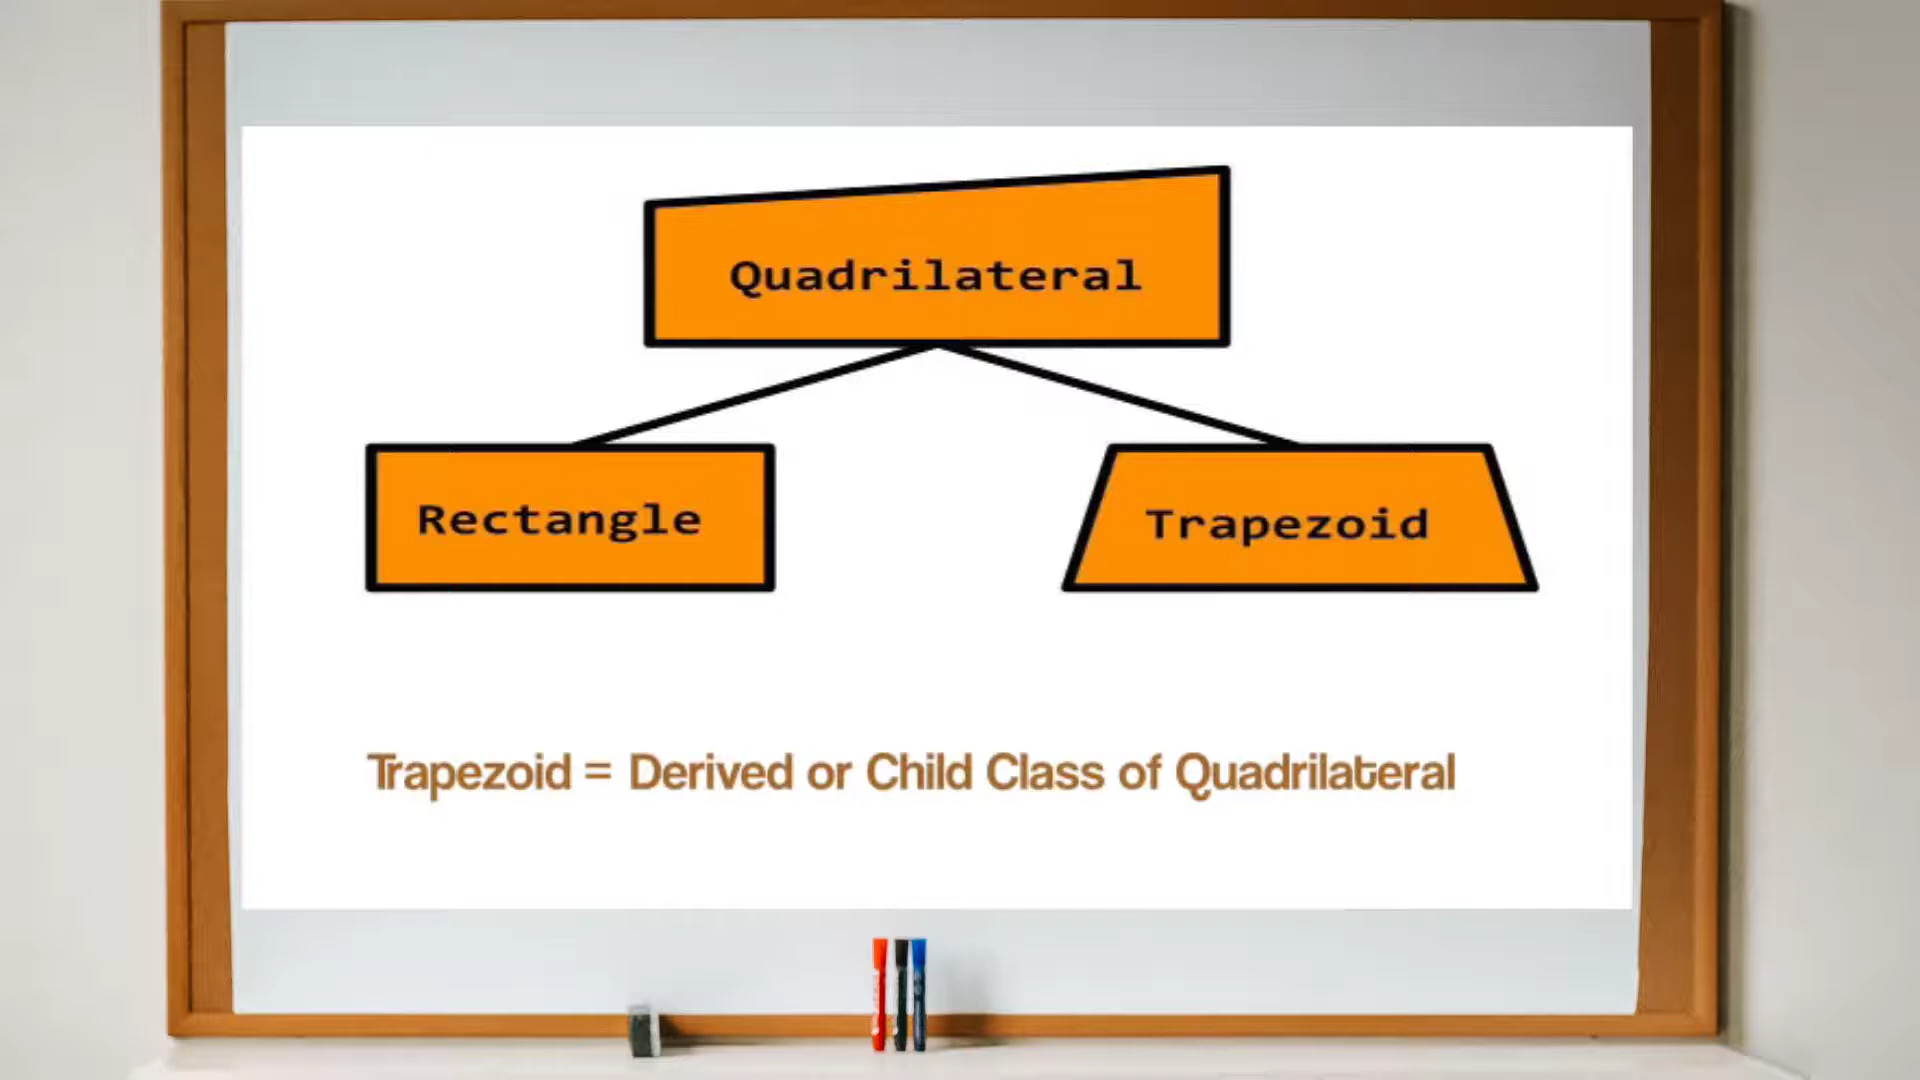 Quadrilateral
Rectangle
Trapezoid
Trapezoid = Derived or Child Class of Quadrilateral